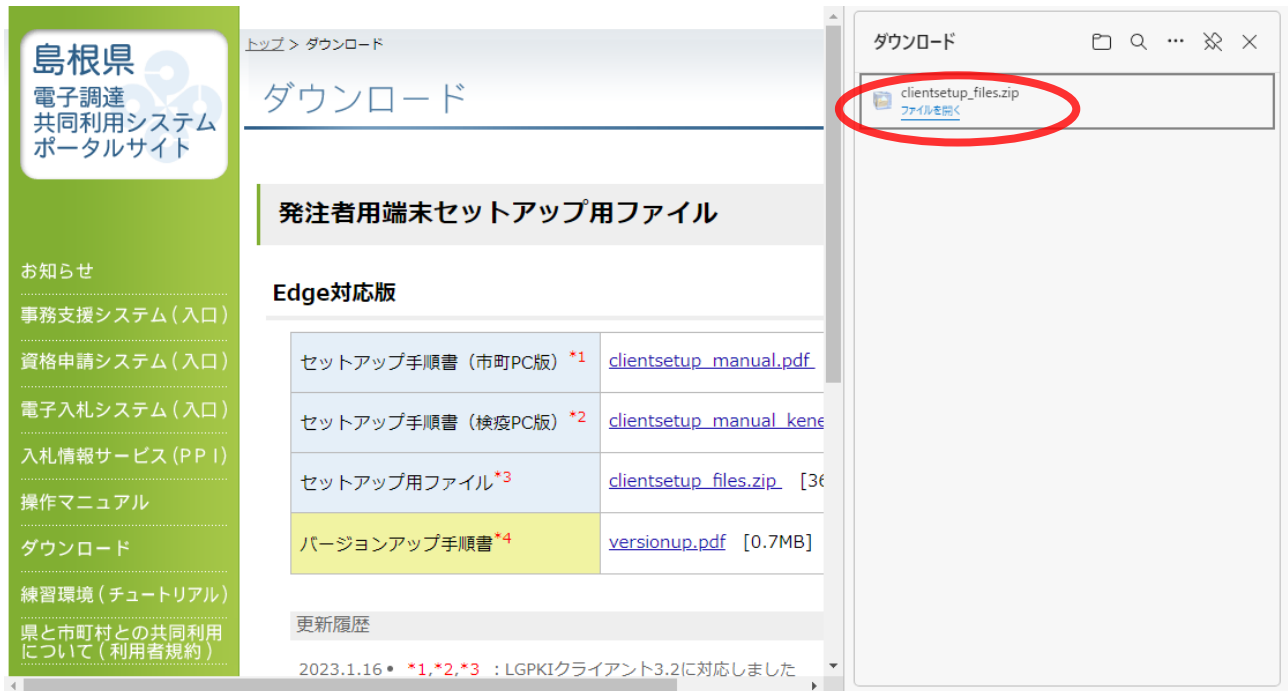 島根県
電子調達
共同利用システム
ポータルサイト
お知らせ
事務支援システム(入口)
資格申請システム(入口)
電子入札システム(入口)
入札情報サービス(PPI)
操作マニュアル
ダウンロード
練習環境(チュートリアル)
県と市町村との共同利用
について(利用者規約)
トップ > ダウンロード
ダウンロード
発注者用端末セットアップ用ファイル
Edge対応版
セットアップ手順書（市町PC版）*1 clientsetup_manual.pdf
セットアップ手順書（検疫PC版）*2 clientsetup_manual_kene
セットアップ用ファイル*3 clientsetup_files.zip [36
バージョンアップ手順書*4 versionup.pdf [0.7MB]
更新履歴
2023.1.16• *1,*2,*3 ：LGPKIクライアント3.2に対応しました
ダウンロード
clientsetup_files.zip
ファイルを開く